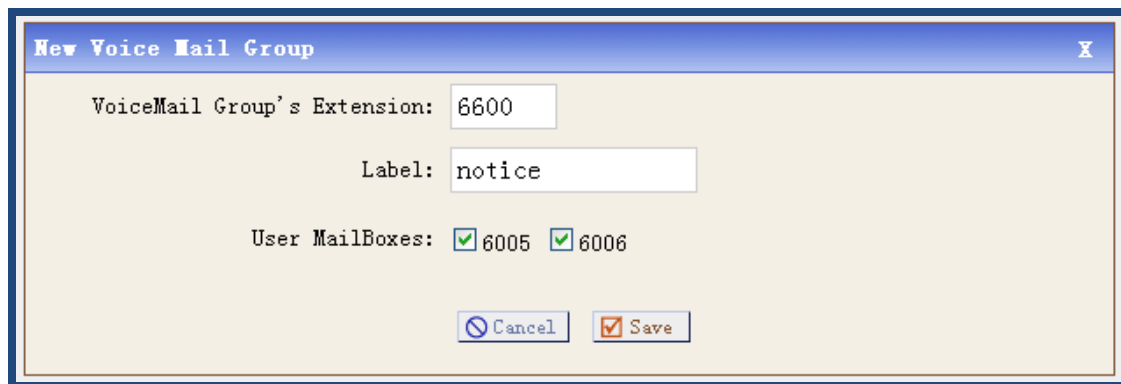 New Voice Mail Group X
VoiceMail Group's Extension: 6600
Label: notice
User MailBoxes: 6005 6006
Cancel Save